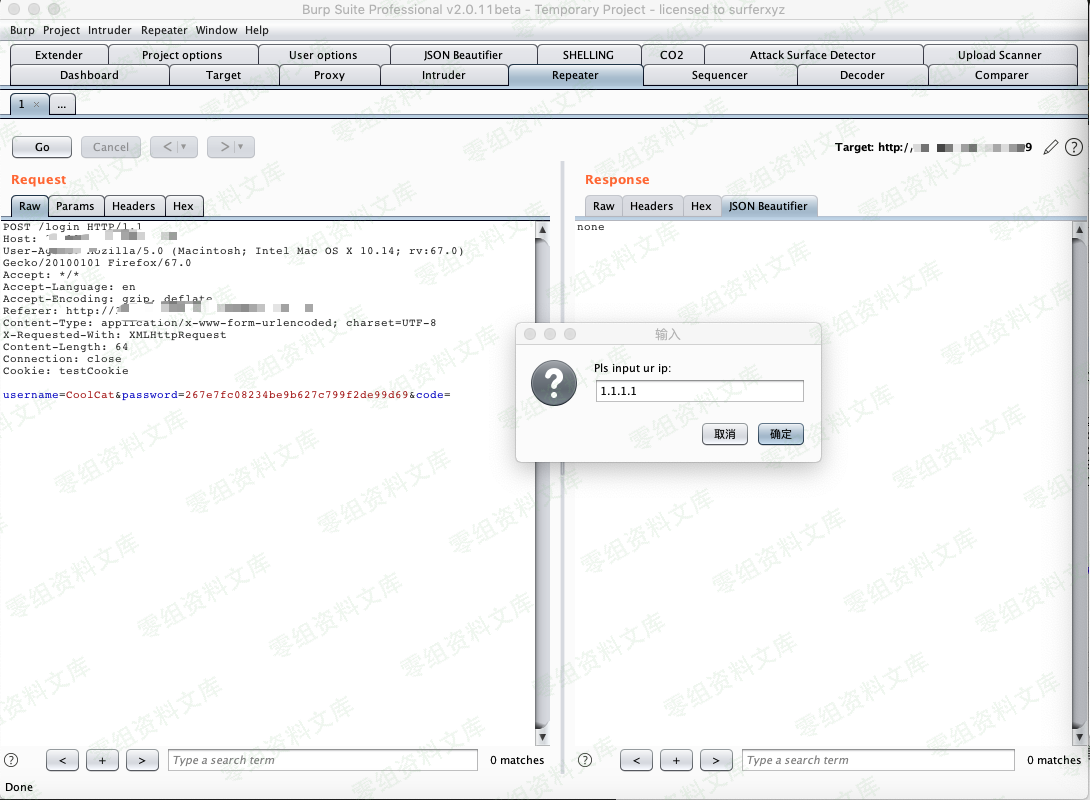 Burp Suite Professional v2.0.11beta - Temporary Project - licensed to surferxyz
Burp Project Intruder Repeater Window Help
Extender Project options User options JSON Beautifier SHELLING CO2 Attack Surface Detector Upload Scanner
Dashboard Target Proxy Intruder Repeater Sequencer Decoder Comparer
1 × ...
Go Cancel < ▼ > ▼ Target: http:// 9 ?
Request
Raw Params Headers Hex
POST /login HTTP/1.1
Host:
User-Agent: Mozilla/5.0 (Macintosh; Intel Mac OS X 10.14; rv:67.0)
Gecko/20100101 Firefox/67.0
Accept: */*
Accept-Language: en
Accept-Encoding: gzip, deflate
Referer: http://
Content-Type: application/x-www-form-urlencoded; charset=UTF-8
X-Requested-With: XMLHttpRequest
Content-Length: 64
Connection: close
Cookie: testCookie
username=CoolCat&password=267e7fc08234be9b627c799f2de99d69&code=
Response
Raw Headers Hex JSON Beautifier
none
输入
?
Pls input ur ip:
1.1.1.1
取消 确定
? < + > Type a search term 0 matches
? < + > Type a search term 0 matches
Done
零组资料文库